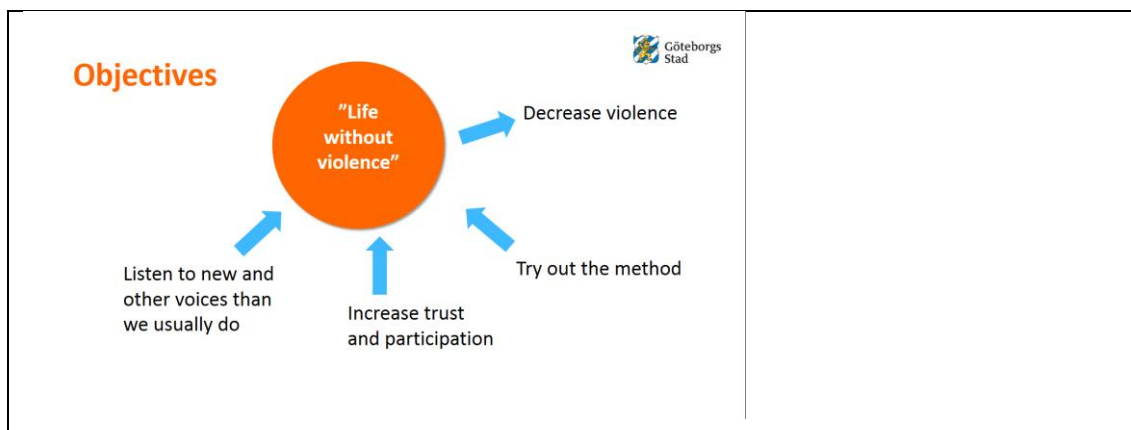 Göteborgs
Stad
Objectives
”Life
without
violence”
Decrease violence
Listen to new and
other voices than
we usually do
Increase trust
and participation
Try out the method